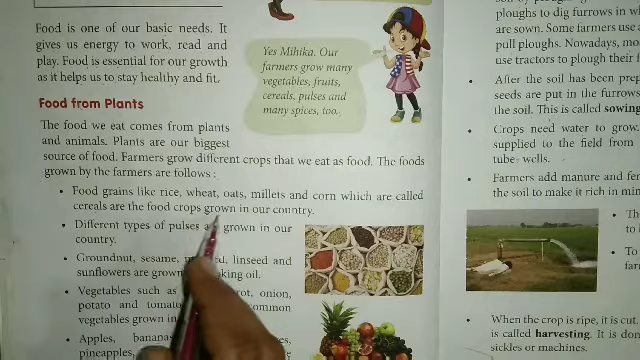 Food is one of our basic needs. It
gives us energy to work, read and
play. Food is essential for our growth
as it helps us to stay healthy and fit.
Yes Mihika. Our
farmers grow many
vegetables, fruits,
cereals, pulses and
many spices, too.
Food from Plants
The food we eat comes from plants
and animals. Plants are our biggest
source of food. Farmers grow different crops that we eat as food. The foods
grown by the farmers are follows :
• Food grains like rice, wheat, oats, millets and corn which are called
cereals are the food crops grown in our country.
• Different types of pulses grown in our
country.
• Groundnut, sesame, linseed and
sunflowers are grown oil.
• Vegetables such as onion,
potato and common
vegetables grown in
• Apples,
pineapples,
ploughs to dig furrows in
are sown. Some farmers use
pull ploughs. Nowadays,
use tractors to plough their
• After the soil has been
seeds are put in the furrows
the soil. This is called sowing
• Crops need water to grow.
supplied to the field from
tube- wells.
• Farmers add manure and
the soil to make it rich in
• When the crop is ripe, it is cut.
is called harvesting. It is
sickles or machines.